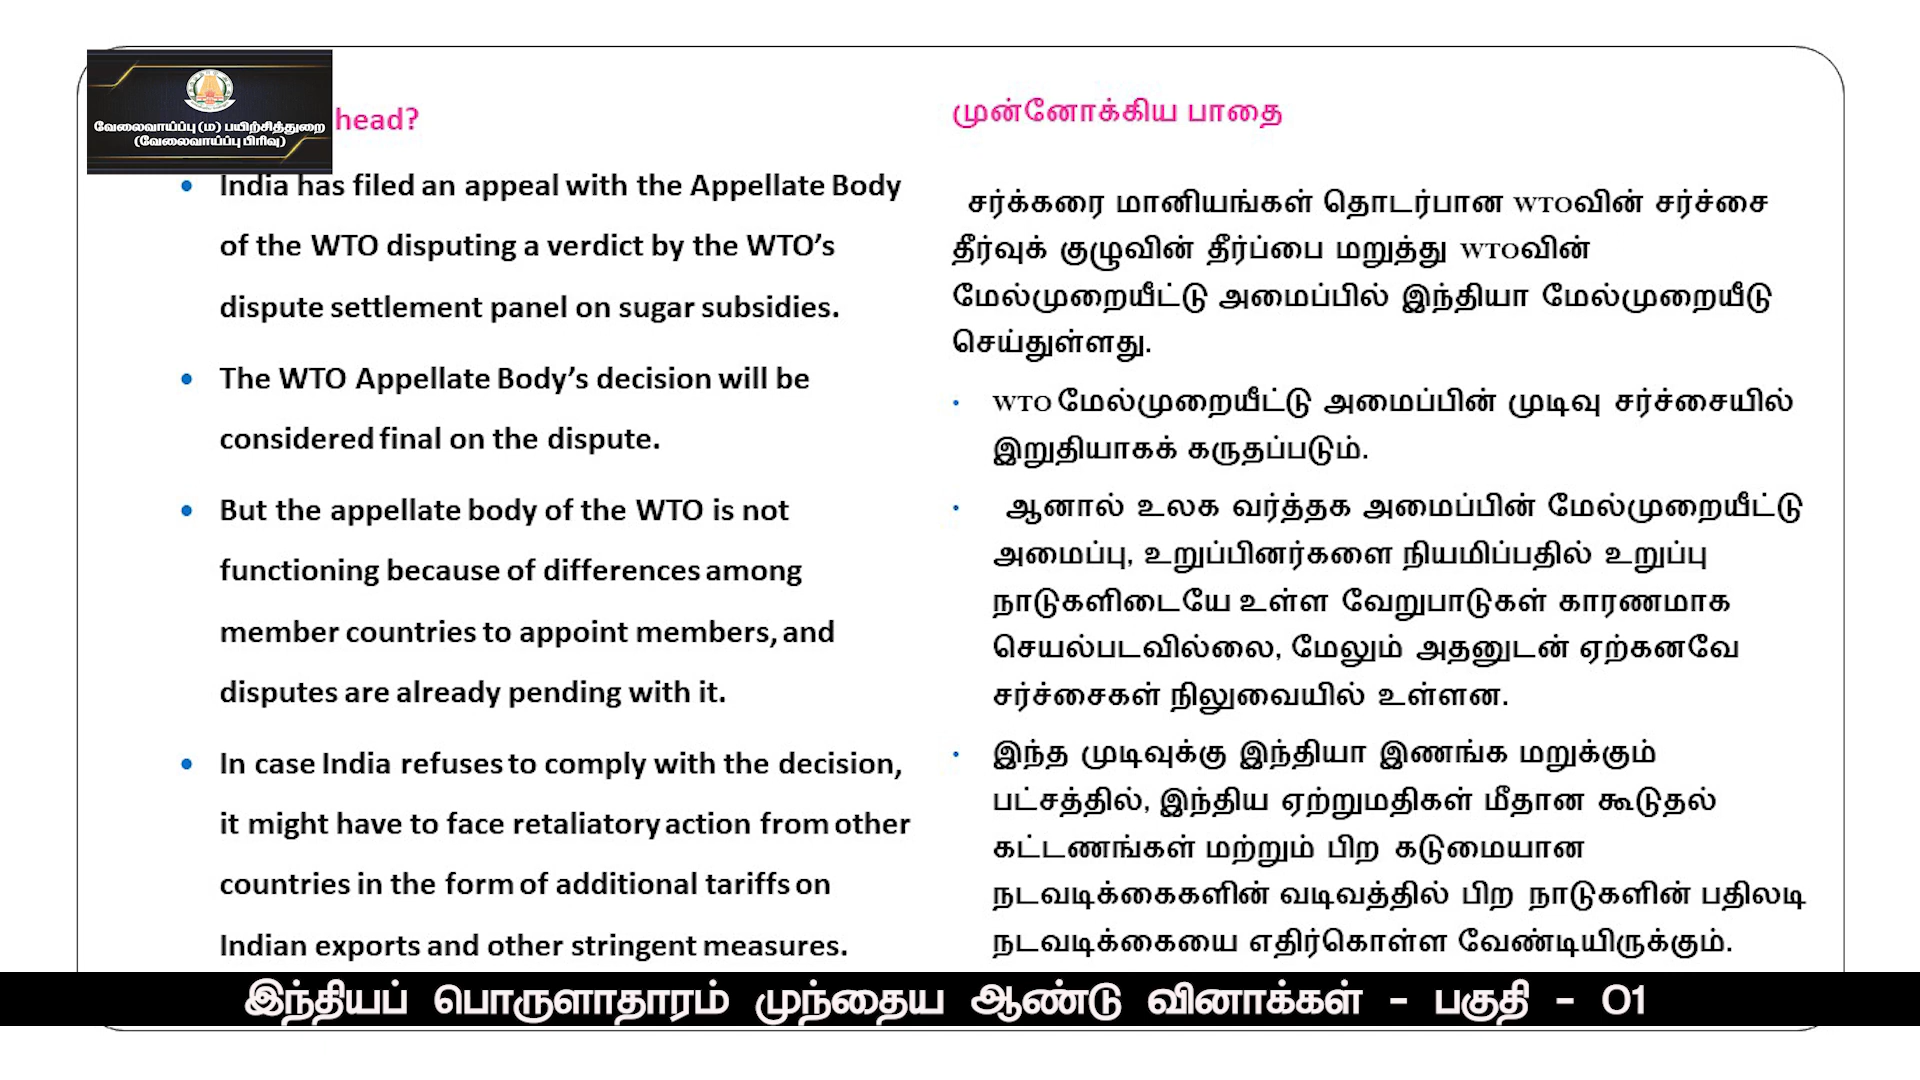 வேலைவாய்ப்பு (ம) பயிற்சித்துறை
(வேலைவாய்ப்பு பிரிவு)
head?
India has filed an appeal with the Appellate Body
of the WTO disputing a verdict by the WTO’s
dispute settlement panel on sugar subsidies.
The WTO Appellate Body’s decision will be
considered final on the dispute.
But the appellate body of the WTO is not
functioning because of differences among
member countries to appoint members, and
disputes are already pending with it.
In case India refuses to comply with the decision,
it might have to face retaliatory action from other
countries in the form of additional tariffs on
Indian exports and other stringent measures.
முன்னோக்கிய பாதை
சர்க்கரை மானியங்கள் தொடர்பான WTOவின் சர்ச்சை
தீர்வுக் குழுவின் தீர்ப்பை மறுத்து WTOவின்
மேல்முறையீட்டு அமைப்பில் இந்தியா மேல்முறையீடு
செய்துள்ளது.
WTO மேல்முறையீட்டு அமைப்பின் முடிவு சர்ச்சையில்
இறுதியாகக் கருதப்படும்.
ஆனால் உலக வர்த்தக அமைப்பின் மேல்முறையீட்டு
அமைப்பு, உறுப்பினர்களை நியமிப்பதில் உறுப்பு
நாடுகளிடையே உள்ள வேறுபாடுகள் காரணமாக
செயல்படவில்லை, மேலும் அதனுடன் ஏற்கனவே
சர்ச்சைகள் நிலுவையில் உள்ளன.
இந்த முடிவுக்கு இந்தியா இணங்க மறுக்கும்
பட்சத்தில், இந்திய ஏற்றுமதிகள் மீதான கூடுதல்
கட்டணங்கள் மற்றும் பிற கடுமையான
நடவடிக்கைகளின் வடிவத்தில் பிற நாடுகளின் பதிலடி
நடவடிக்கையை எதிர்கொள்ள வேண்டியிருக்கும்.
இந்தியப் பொருளாதாரம் முந்தைய ஆண்டு வினாக்கள் - பகுதி - 01